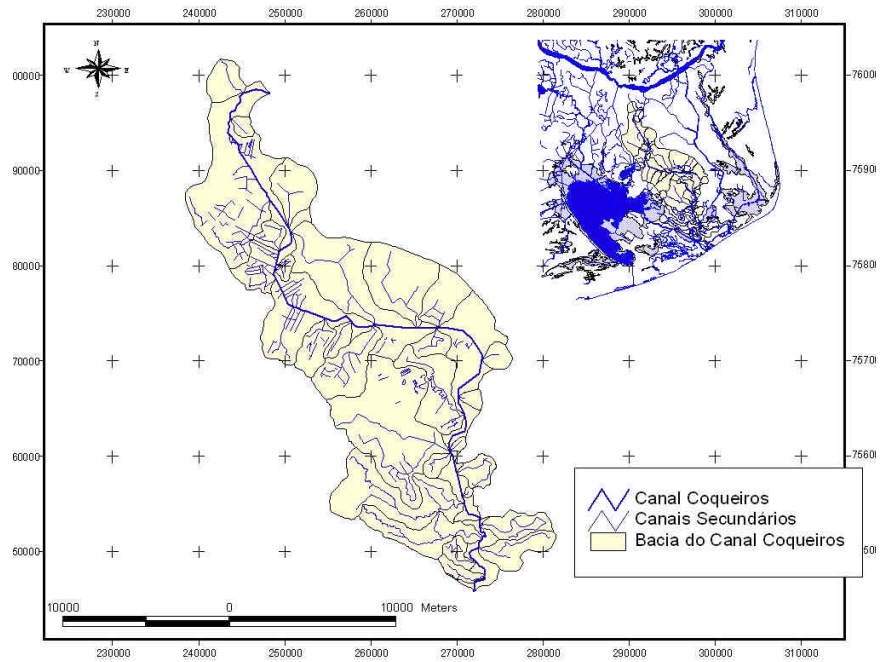 230000 240000 250000 260000 270000 280000 290000 300000 310000
N
W E
S
00000 7600
90000 7590
80000 7580
70000 7570
60000 7560
Canal Coqueiros
Canais Secundários
Bacia do Canal Coqueiros
50000 500
10000 0 10000 Meters
230000 240000 250000 260000 270000 280000 290000 300000 310000